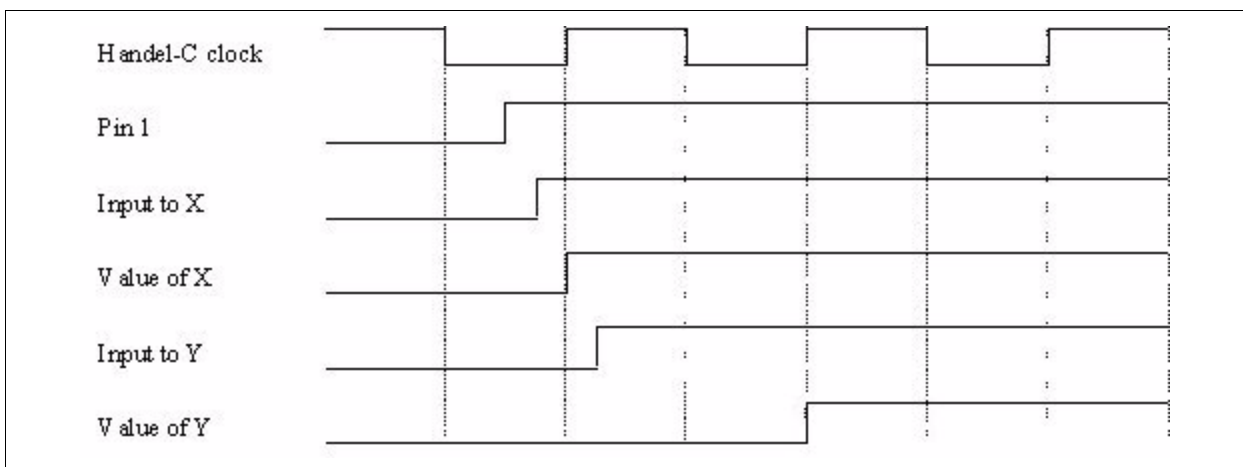 Handel-C clock
Pin 1
Input to X
Value of X
Input to Y
Value of Y